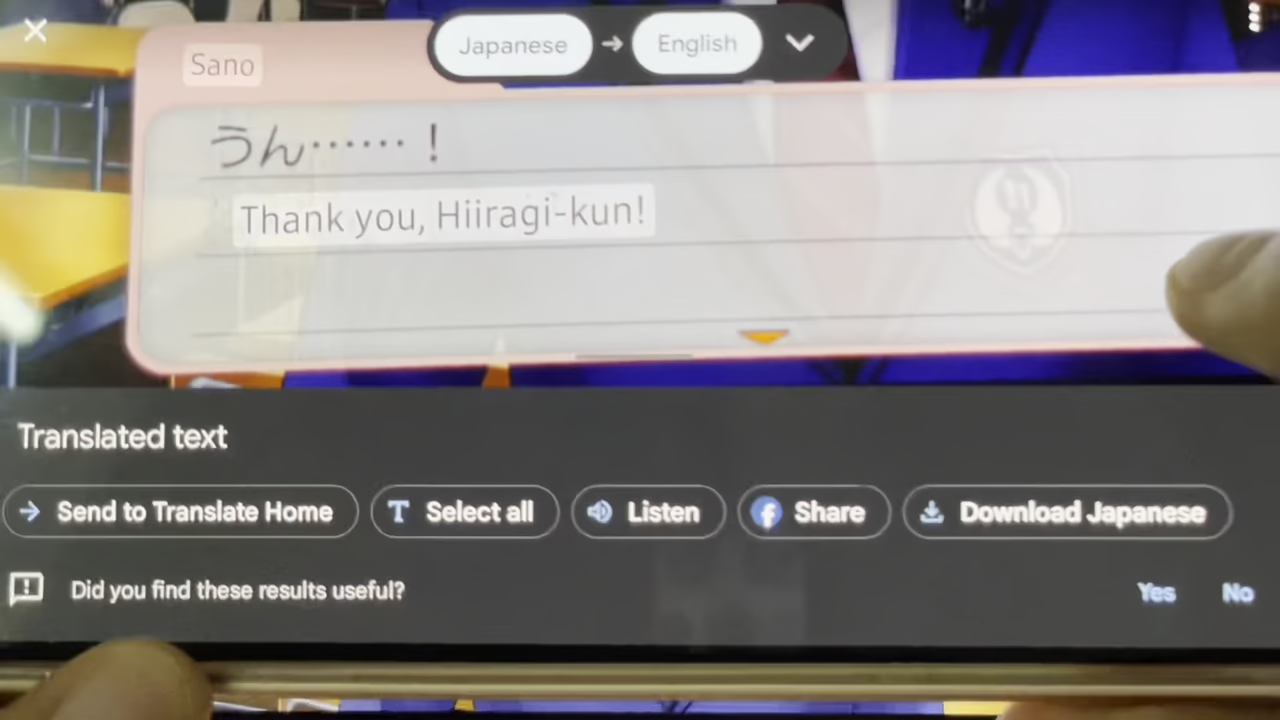 Japanese → English
Sano
うん……！
Thank you, Hiiragi-kun!
Translated text
Send to Translate Home
Select all
Listen
Share
Download Japanese
Did you find these results useful?
Yes No